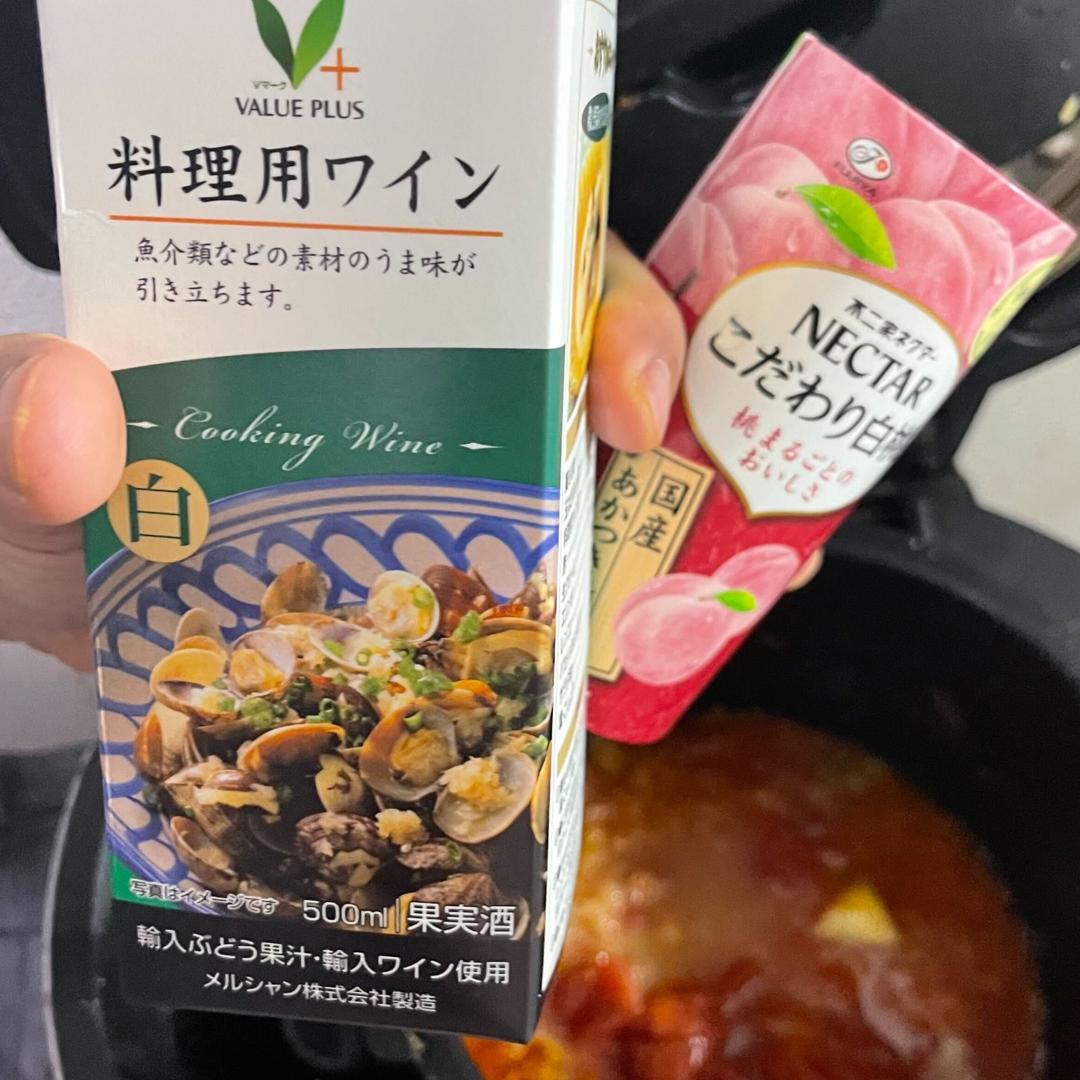 Vマーク
VALUE PLUS
料理用ワイン
魚介類などの素材のうま味が
引き立ちます。
Cooking Wine
白
写真はイメージです
500ml 果実酒
輸入ぶどう果汁・輸入ワイン使用
メルシャン株式会社製造
FUJIYA
不二家ネクター
NECTAR
こだわり白桃
桃まるごとの
おいしさ
国産
あかつき